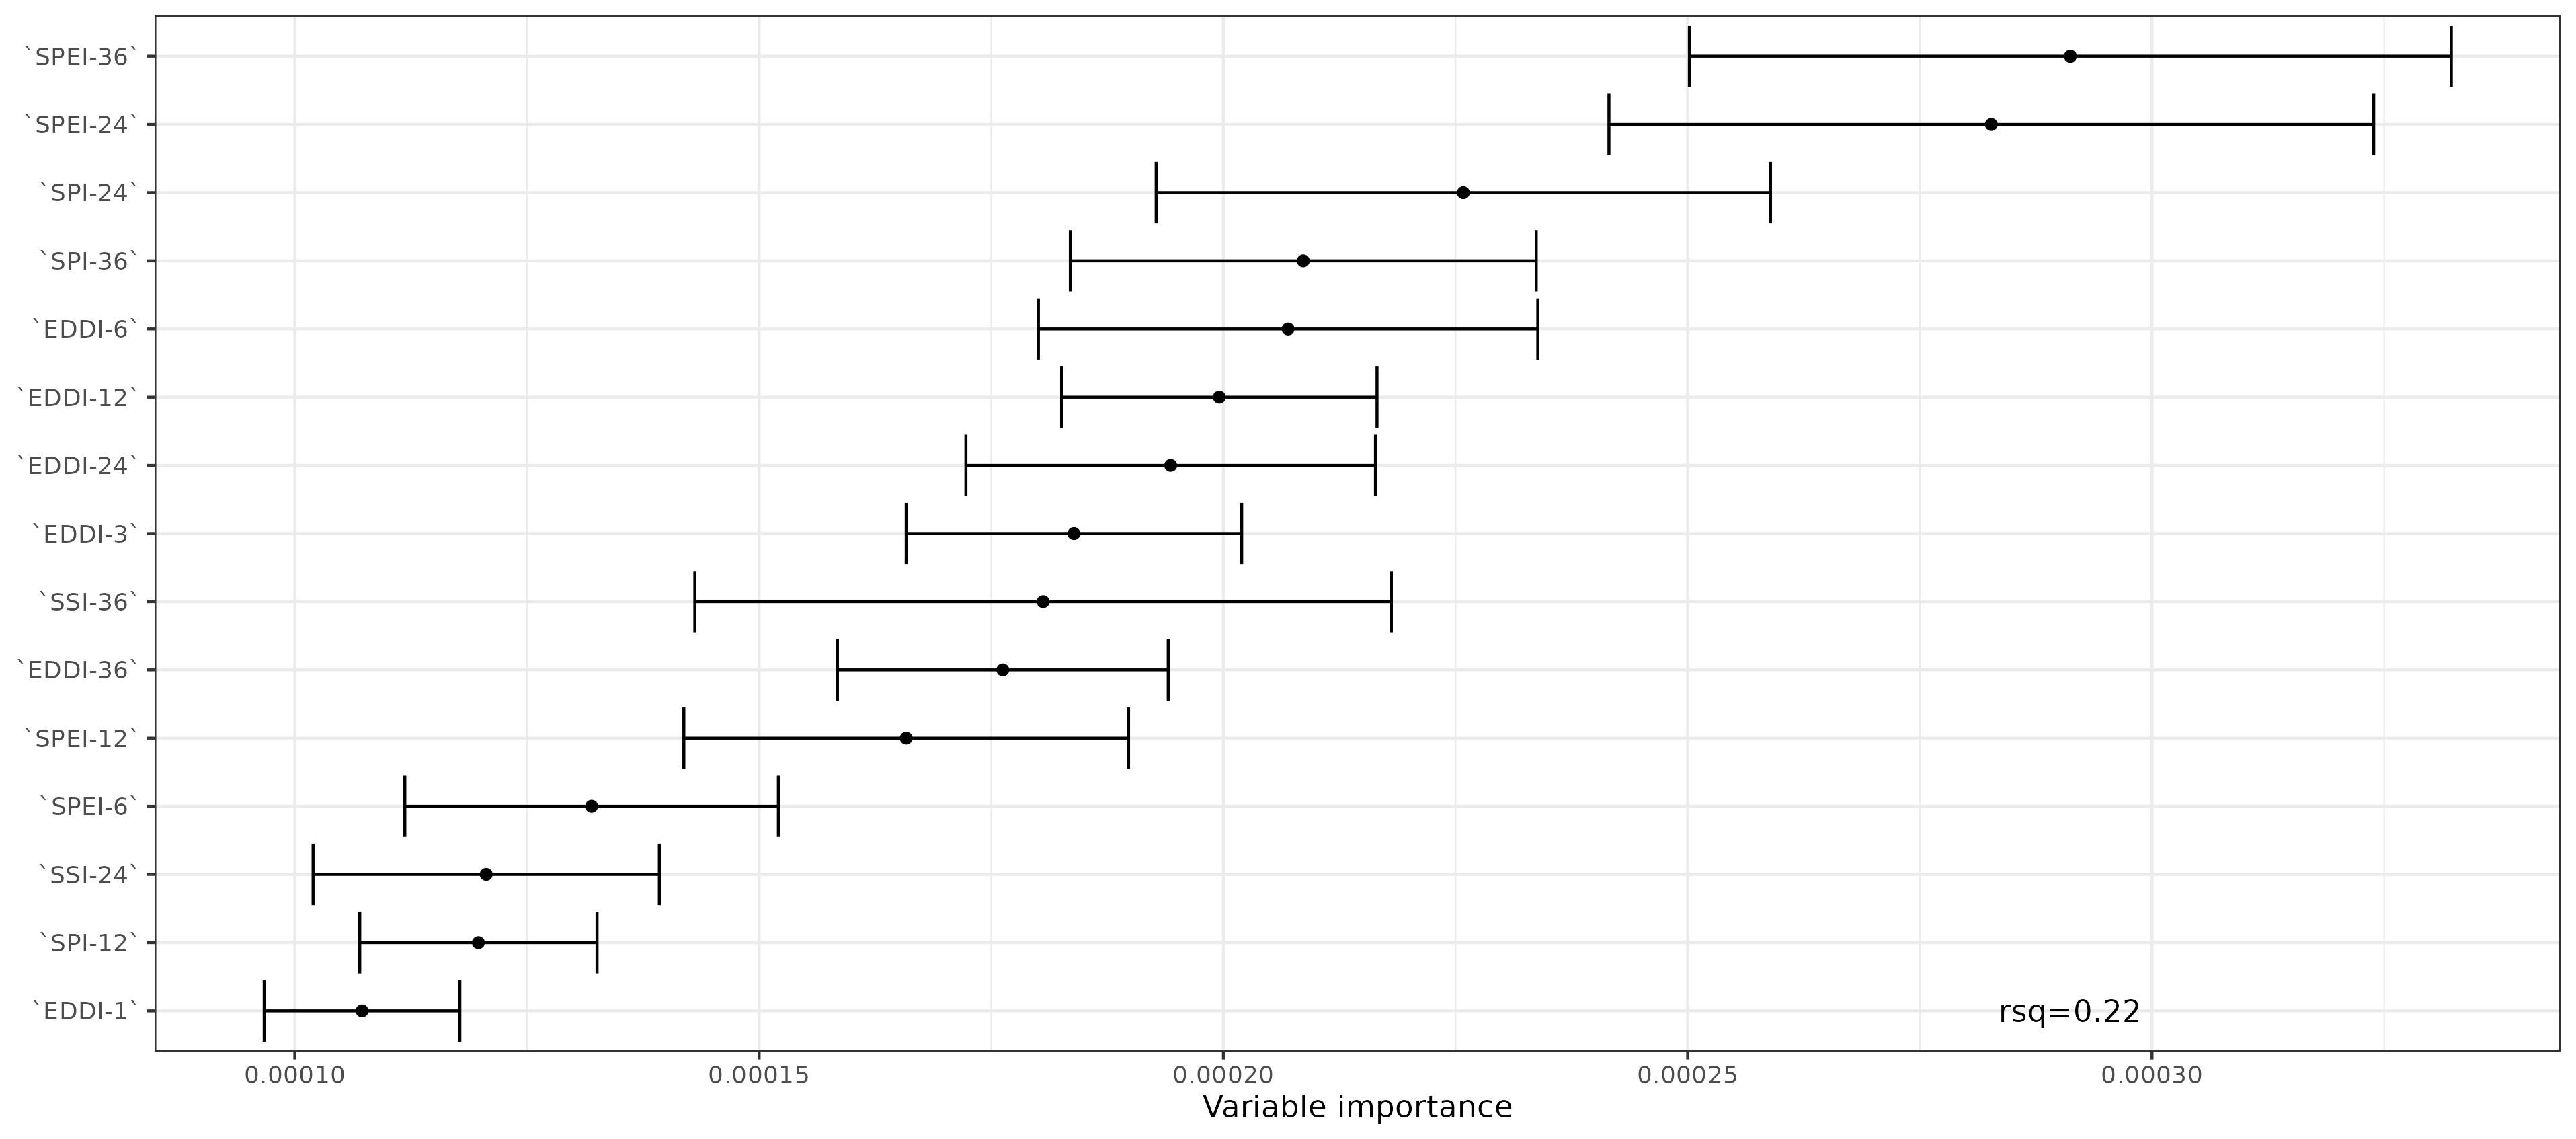 `SPEI-36`
`SPEI-24`
`SPI-24`
`SPI-36`
`EDDI-6`
`EDDI-12`
`EDDI-24`
`EDDI-3`
`SSI-36`
`EDDI-36`
`SPEI-12`
`SPEI-6`
`SSI-24`
`SPI-12`
`EDDI-1`
rsq=0.22
0.00010 0.00015 0.00020 0.00025 0.00030
Variable importance